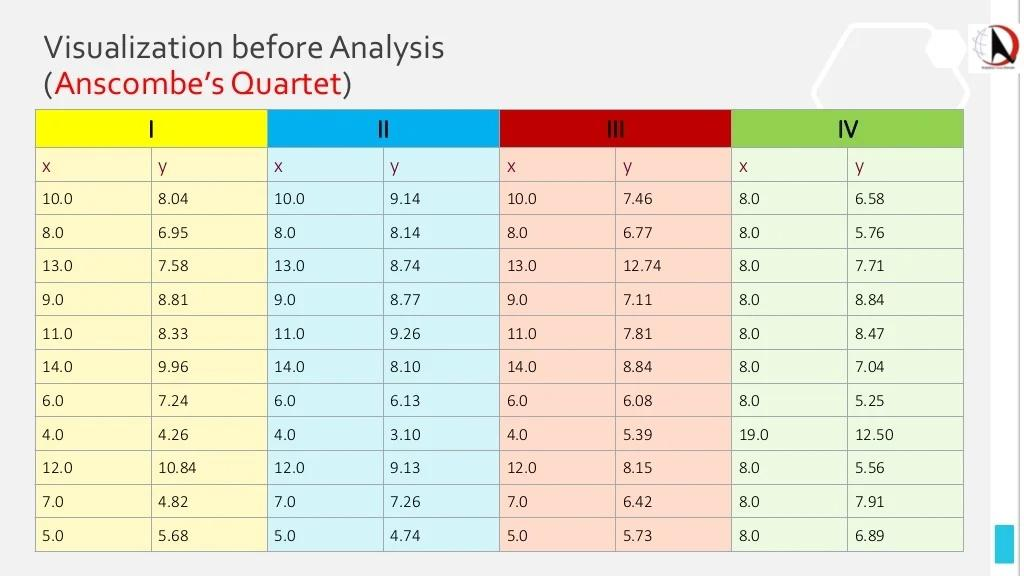 Visualization before Analysis
(Anscombe's Quartet)
I II III IV
x y x y x y x y
10.0 8.04 10.0 9.14 10.0 7.46 8.0 6.58
8.0 6.95 8.0 8.14 8.0 6.77 8.0 5.76
13.0 7.58 13.0 8.74 13.0 12.74 8.0 7.71
9.0 8.81 9.0 8.77 9.0 7.11 8.0 8.84
11.0 8.33 11.0 9.26 11.0 7.81 8.0 8.47
14.0 9.96 14.0 8.10 14.0 8.84 8.0 7.04
6.0 7.24 6.0 6.13 6.0 6.08 8.0 5.25
4.0 4.26 4.0 3.10 4.0 5.39 19.0 12.50
12.0 10.84 12.0 9.13 12.0 8.15 8.0 5.56
7.0 4.82 7.0 7.26 7.0 6.42 8.0 7.91
5.0 5.68 5.0 4.74 5.0 5.73 8.0 6.89